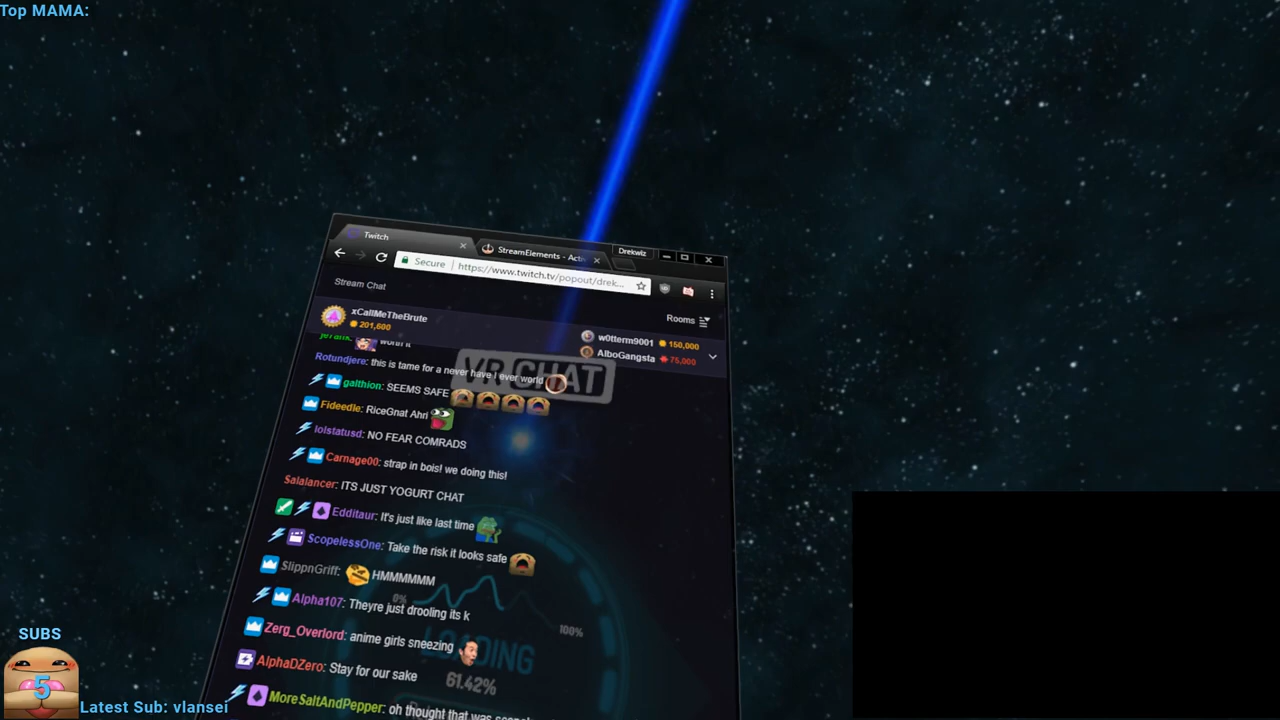 Top MAMA:
Twitch
StreamElements - Acti
Drekwiz
Secure
https://www.twitch.tv/popout/drek...
Stream Chat
Rooms
xCallMeTheBrute
201,600
w0tterm9001 150,000
AlboGangsta 75,000
worth it
Rotundjere: this is tame for a never have I ever world
VRCHAT
galthion: SEEMS SAFE
Fideedle: RiceGnat Ahri
lolstatusd: NO FEAR COMRADS
Carnage00: strap in bois! we doing this!
Salalancer: ITS JUST YOGURT CHAT
Edditaur: It's just like last time
ScopelessOne: Take the risk it looks safe
SlippnGriff: HMMMMMM
0%
Alpha107: Theyre just drooling its k
100%
Zerg_Overlord: anime girls sneezing
LOADING
AlphaDZero: Stay for our sake
61.42%
MoreSaltAndPepper: oh thought that was
SUBS
5
Latest Sub: vlansei